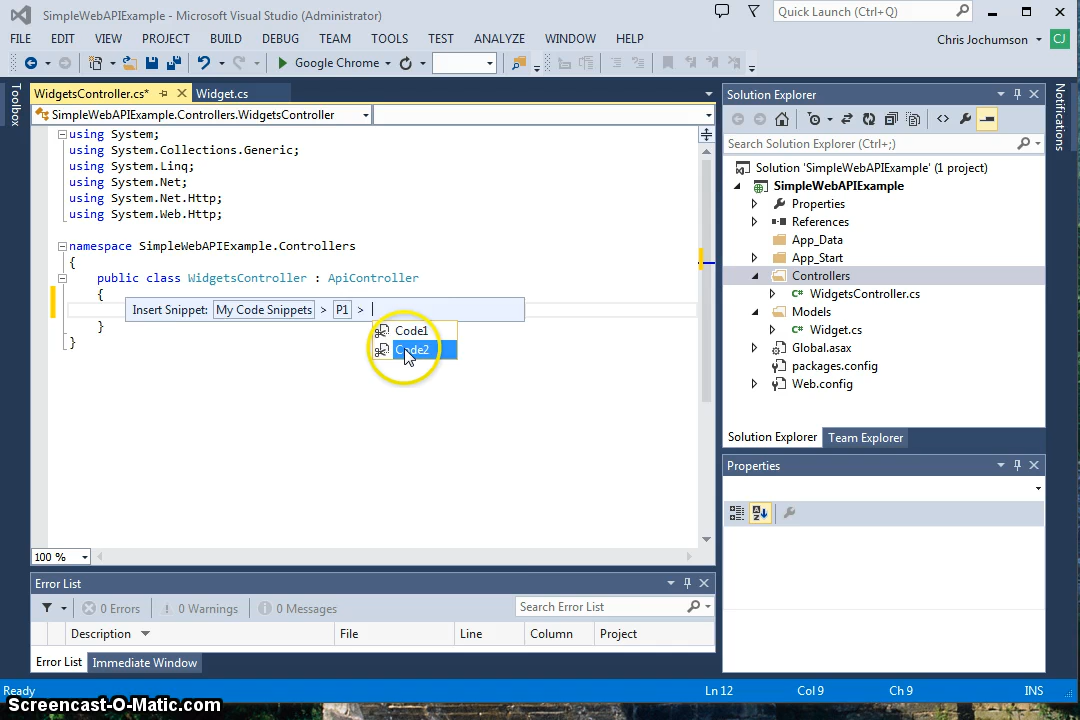 SimpleWebAPIExample - Microsoft Visual Studio (Administrator)
Quick Launch (Ctrl+Q)
FILE EDIT VIEW PROJECT BUILD DEBUG TEAM TOOLS TEST ANALYZE WINDOW HELP
Chris Jochumson CJ
Google Chrome
Toolbox
WidgetsController.cs* Widget.cs
SimpleWebAPIExample.Controllers.WidgetsController
using System;
using System.Collections.Generic;
using System.Linq;
using System.Net;
using System.Net.Http;
using System.Web.Http;
namespace SimpleWebAPIExample.Controllers
{
public class WidgetsController : ApiController
{
Insert Snippet: My Code Snippets > P1 >
Code1
Code2
}
}
100 %
Solution Explorer
Search Solution Explorer (Ctrl+;)
Solution 'SimpleWebAPIExample' (1 project)
SimpleWebAPIExample
Properties
References
App_Data
App_Start
Controllers
WidgetsController.cs
Models
Widget.cs
Global.asax
packages.config
Web.config
Solution Explorer Team Explorer
Notifications
Properties
Error List
0 Errors 0 Warnings 0 Messages
Search Error List
Description File Line Column Project
Error List Immediate Window
Ready Ln 12 Col 9 Ch 9 INS
Screencast-O-Matic.com